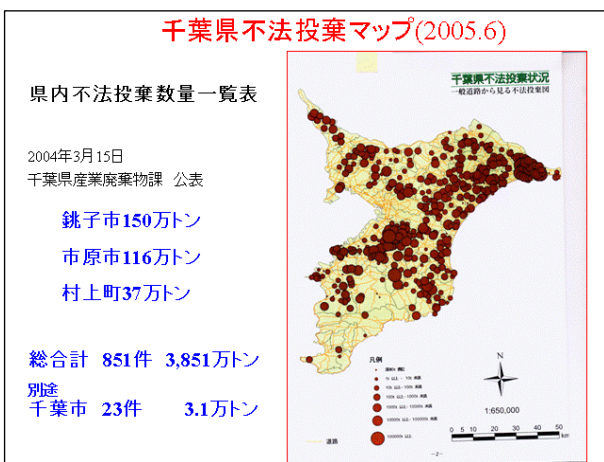 千葉県不法投棄マップ(2005.6)
県内不法投棄数量一覧表
2004年3月15日
千葉県産業廃棄物課 公表
銚子市150万トン
市原市116万トン
村上町37万トン
総合計 851件 3,851万トン
別途
千葉市 23件 3.1万トン
千葉県不法投棄状況
一般道路から見る不法投棄図
凡例
道路
N
1:650,000
0 5 10 20 30 40 50
km
-2-